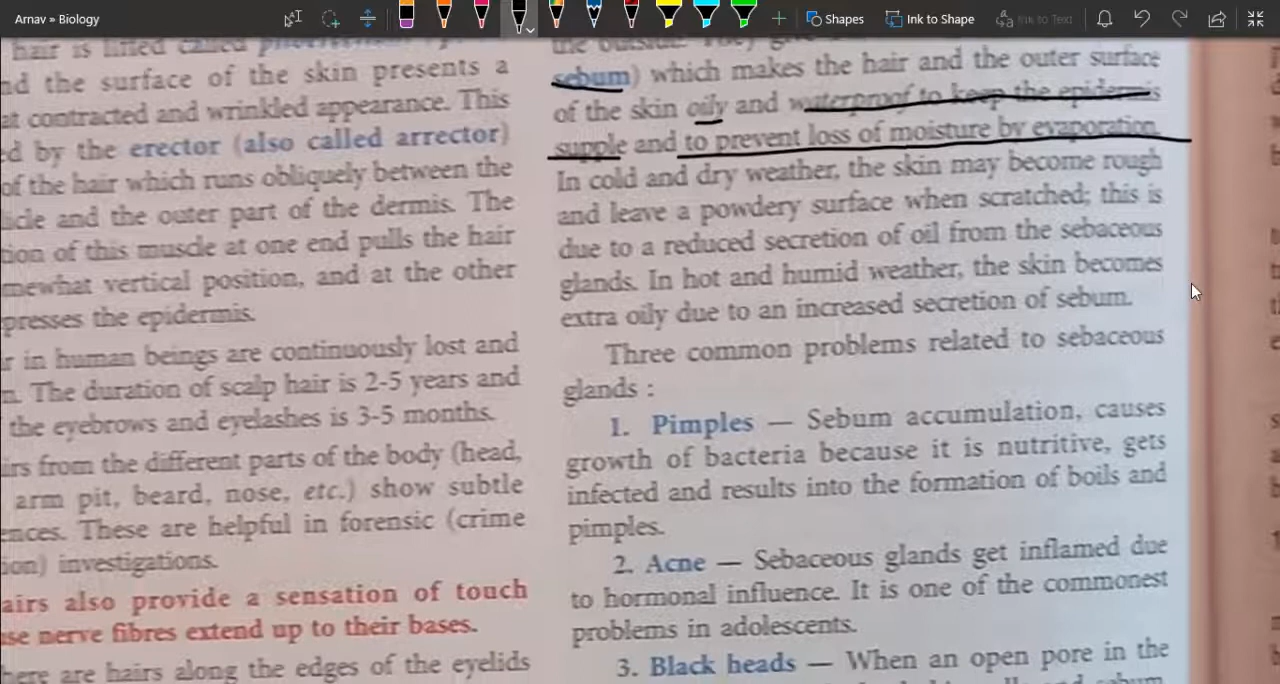 Arnav » Biology
Shapes
Ink to Shape
Ink to Text
hair is lifted called
nd the surface of the skin presents a
at contracted and wrinkled appearance. This
ed by the erector (also called arrector)
of the hair which runs obliquely between the
licle and the outer part of the dermis. The
tion of this muscle at one end pulls the hair
mewhat vertical position, and at the other
presses the epidermis.
r in human beings are continuously lost and
n. The duration of scalp hair is 2-5 years and
the eyebrows and eyelashes is 3-5 months.
irs from the different parts of the body (head,
arm pit, beard, nose, etc.) show subtle
ences. These are helpful in forensic (crime
ion) investigations.
airs also provide a sensation of touch
se nerve fibres extend up to their bases.
here are hairs along the edges of the eyelids
the outside. They
sebum) which makes the hair and the outer surface
of the skin oily and waterproof to keep the epidermis
supple and to prevent loss of moisture by evaporation.
In cold and dry weather, the skin may become rough
and leave a powdery surface when scratched; this is
due to a reduced secretion of oil from the sebaceous
glands. In hot and humid weather, the skin becomes
extra oily due to an increased secretion of sebum.
Three common problems related to sebaceous
glands :
1. Pimples — Sebum accumulation, causes
growth of bacteria because it is nutritive, gets
infected and results into the formation of boils and
pimples.
2. Acne — Sebaceous glands get inflamed due
to hormonal influence. It is one of the commonest
problems in adolescents.
3. Black heads — When an open pore in the
sebum